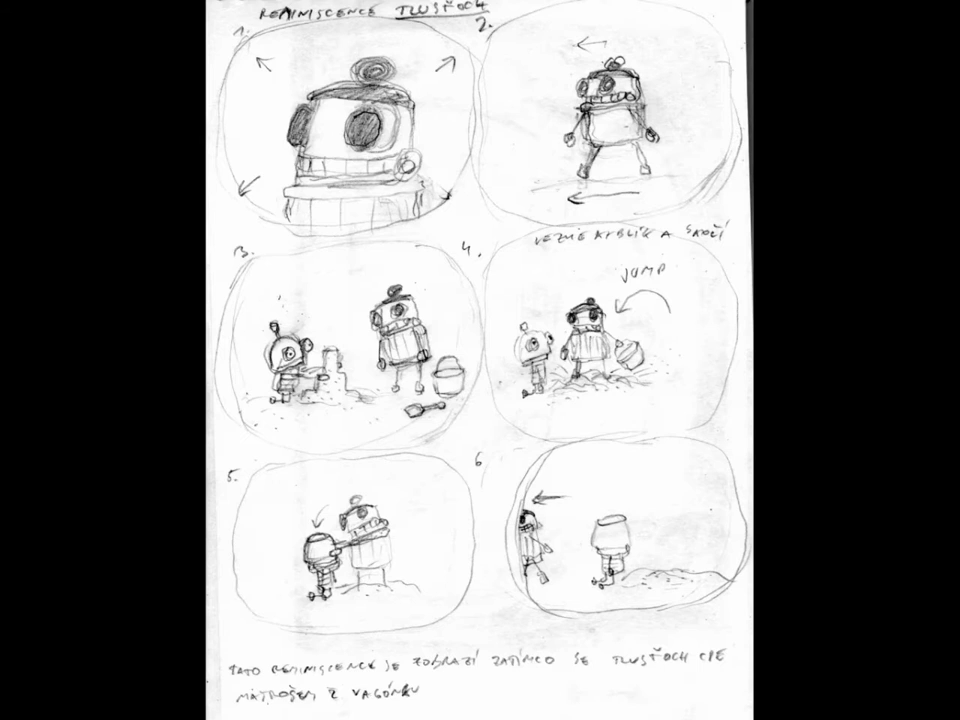 REMINISCENCE TLUSŤOCH
1.
2.
3.
4.
VEZME KYBLÍK A SKOČÍ
JUMP
5.
6
TATO REMINISCENCE SE ZOBRAZÍ ZATÍMCO SE TLUSŤOCH CPE
Z VAGÓNKU